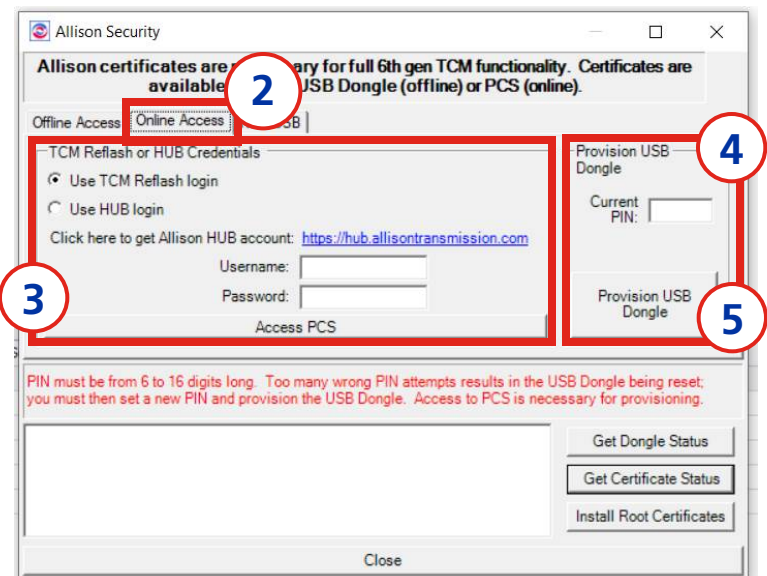 Allison Security
Allison certificates are ary for full 6th gen TCM functionality. Certificates are
available USB Dongle (offline) or PCS (online).
2
Offline Access Online Access SB
4
TCM Reflash or HUB Credentials
Provision USB
Dongle
Use TCM Reflash login
Use HUB login
Current
PIN:
Click here to get Allison HUB account: https://hub.allisontransmission.com
Username:
Password:
3
Provision USB
Dongle
5
Access PCS
PIN must be from 6 to 16 digits long. Too many wrong PIN attempts results in the USB Dongle being reset;
you must then set a new PIN and provision the USB Dongle. Access to PCS is necessary for provisioning.
Get Dongle Status
Get Certificate Status
Install Root Certificates
Close